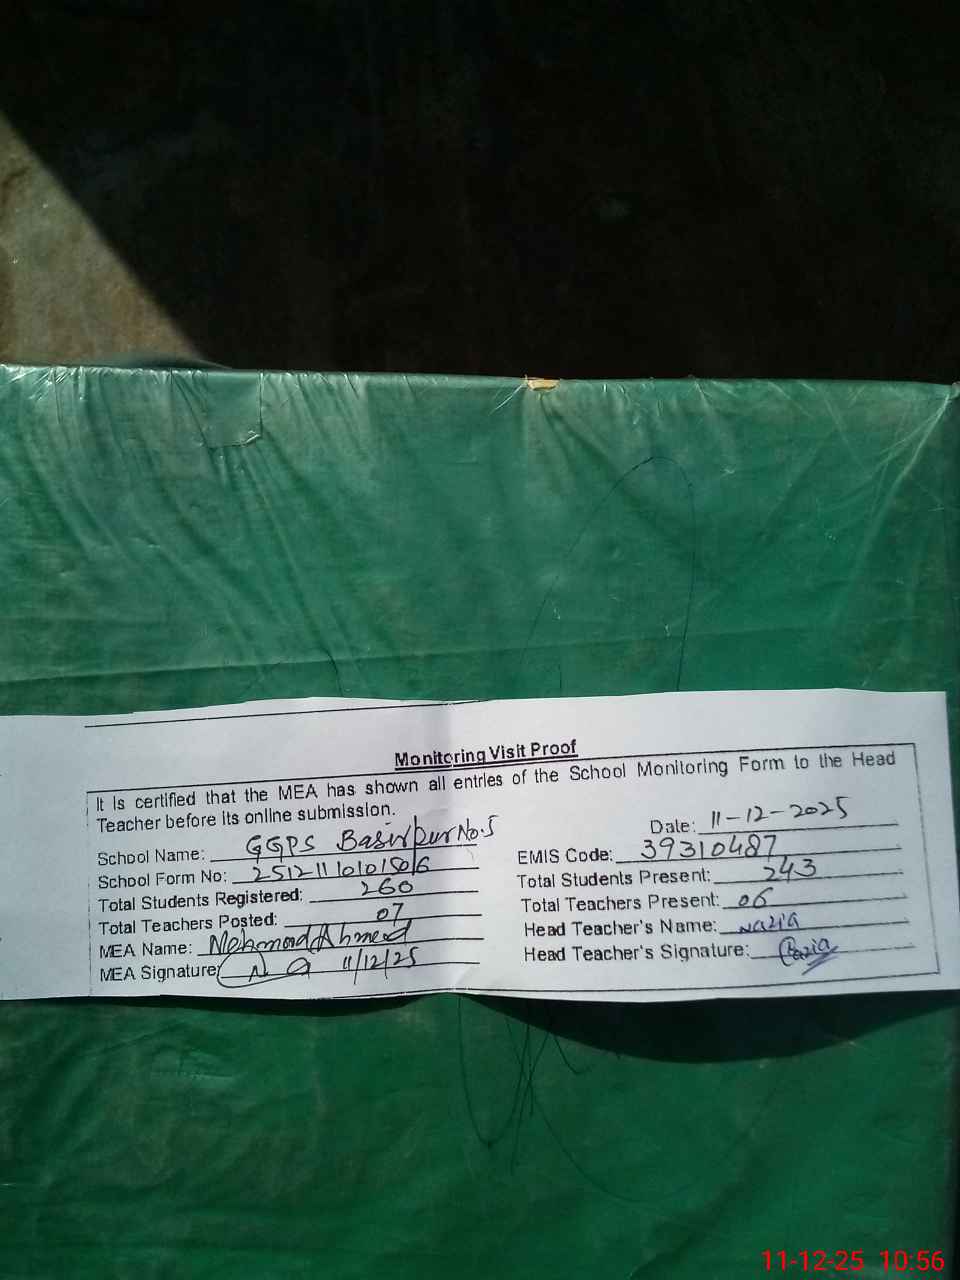 Monitoring Visit Proof
It is certified that the MEA has shown all entries of the School Monitoring Form to the Head
Teacher before its online submission.
Date: 11-12-2025
School Name: GGPS Basirpur No.5
EMIS Code: 39310487
School Form No: 25121110101506
Total Students Present: 243
Total Students Registered: 260
Total Teachers Present: 06
Total Teachers Posted: 07
Head Teacher's Name: Nazia
MEA Name: Mehmood Ahmed
Head Teacher's Signature: Nazia
MEA Signature: 11/12/25
11-12-25 10:56